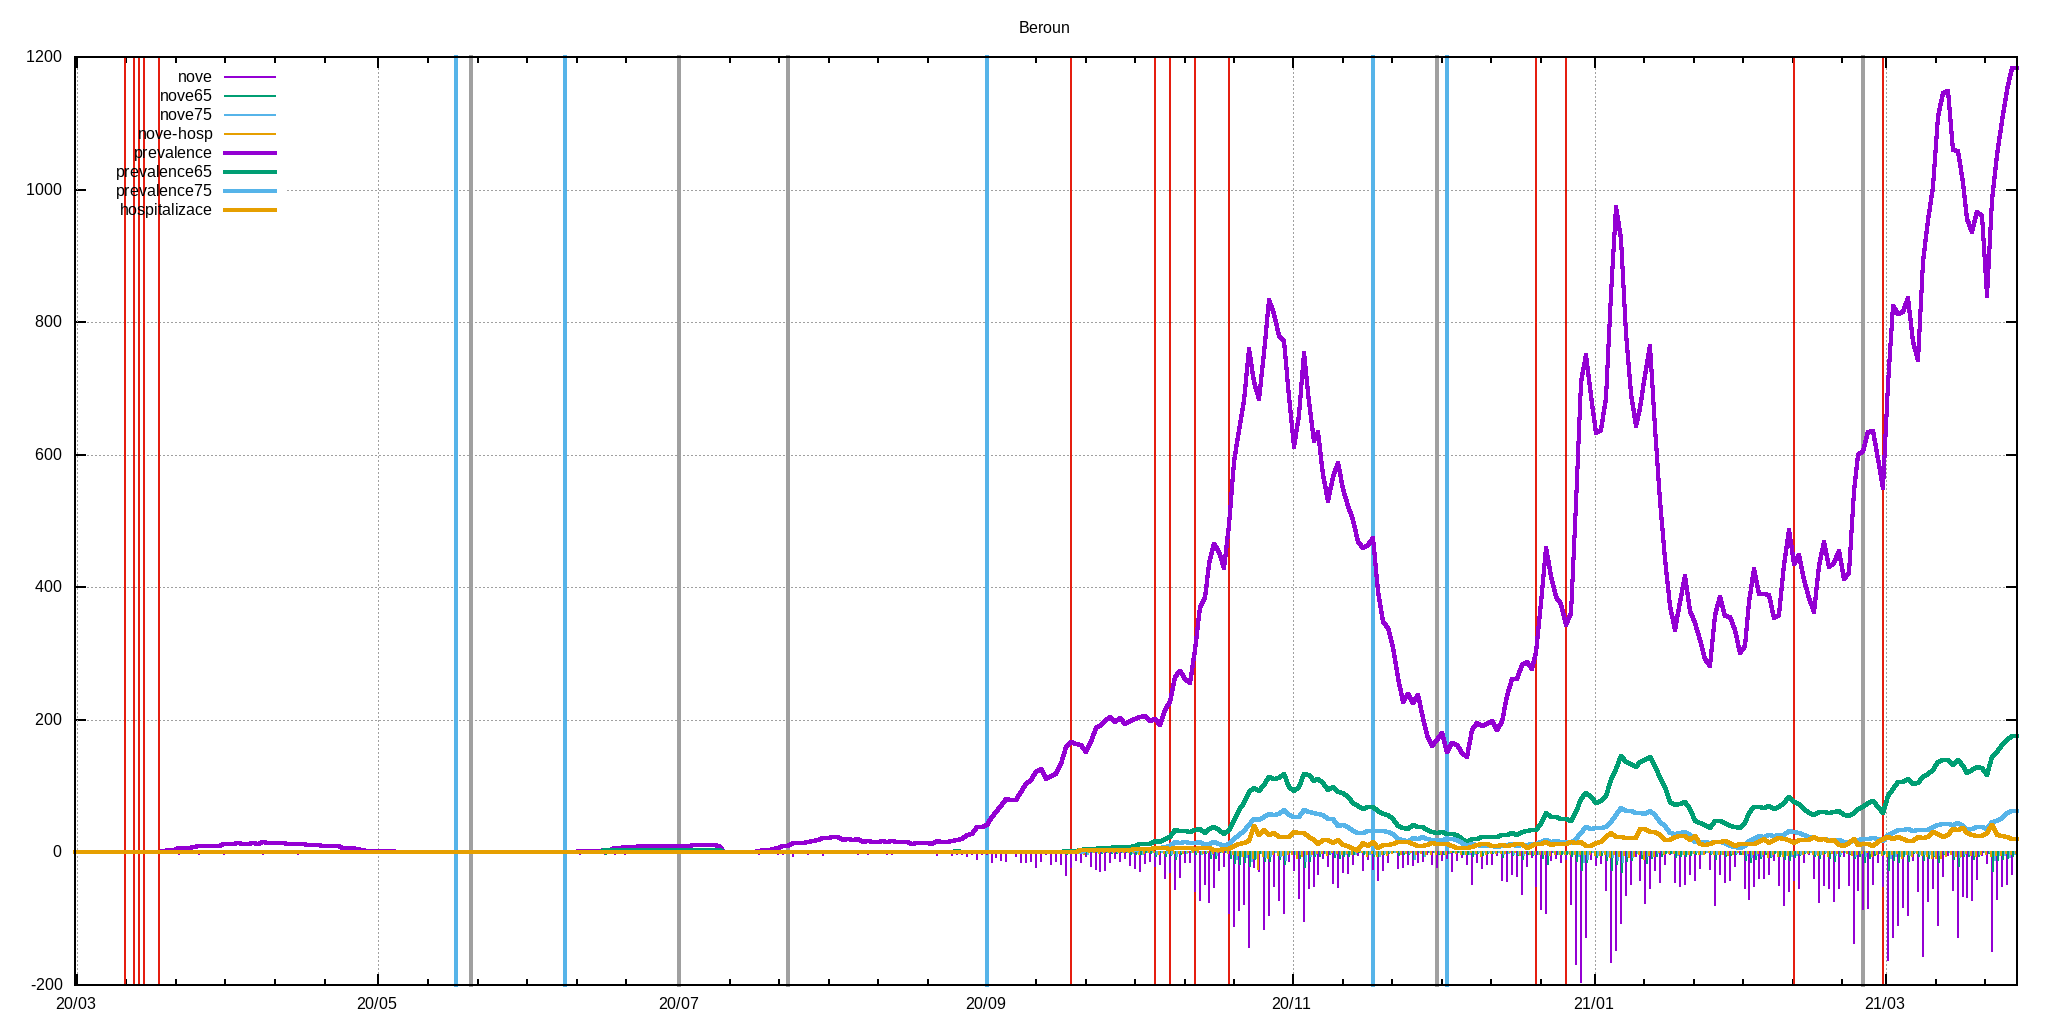 Beroun
1200
nove
nove65
nove75
nove-hosp
prevalence
prevalence65
1000
prevalence75
hospitalizace
800
600
400
200
0
-200
20/03 20/05 20/07 20/09 20/11 21/01 21/03